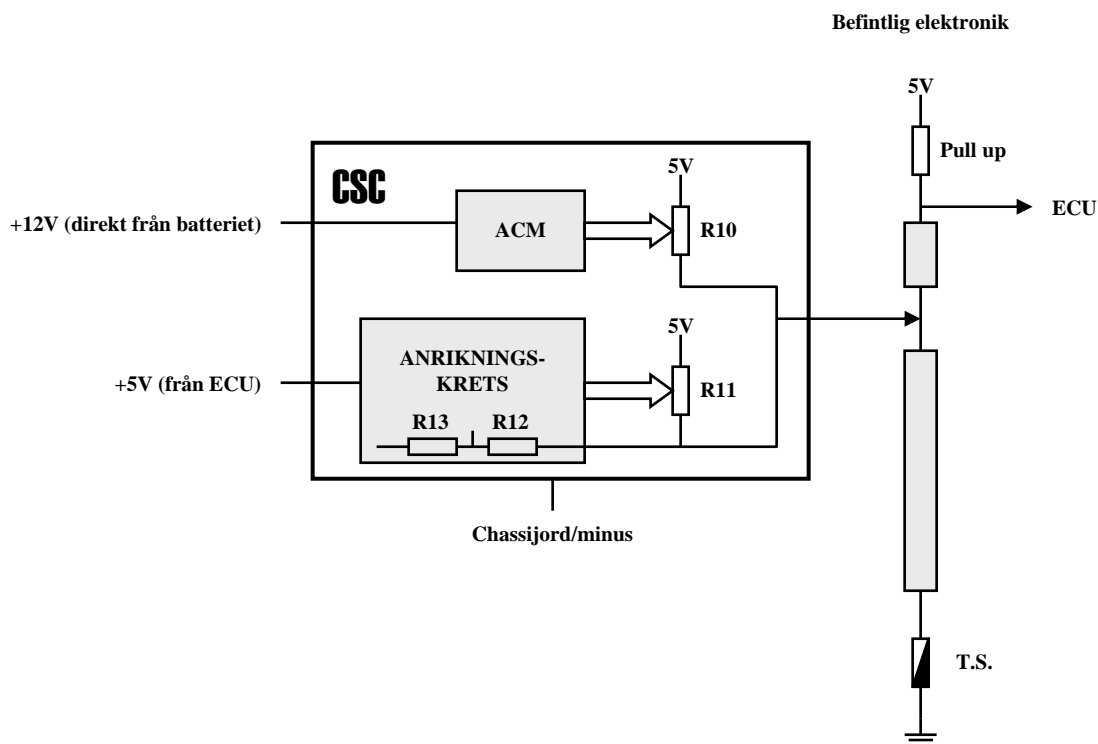 Befintlig elektronik
5V
Pull up
ECU
CSC
5V
+12V (direkt från batteriet)
ACM
R10
5V
ANRIKNINGS-
KRETS
+5V (från ECU)
R11
R13
R12
Chassijord/minus
T.S.